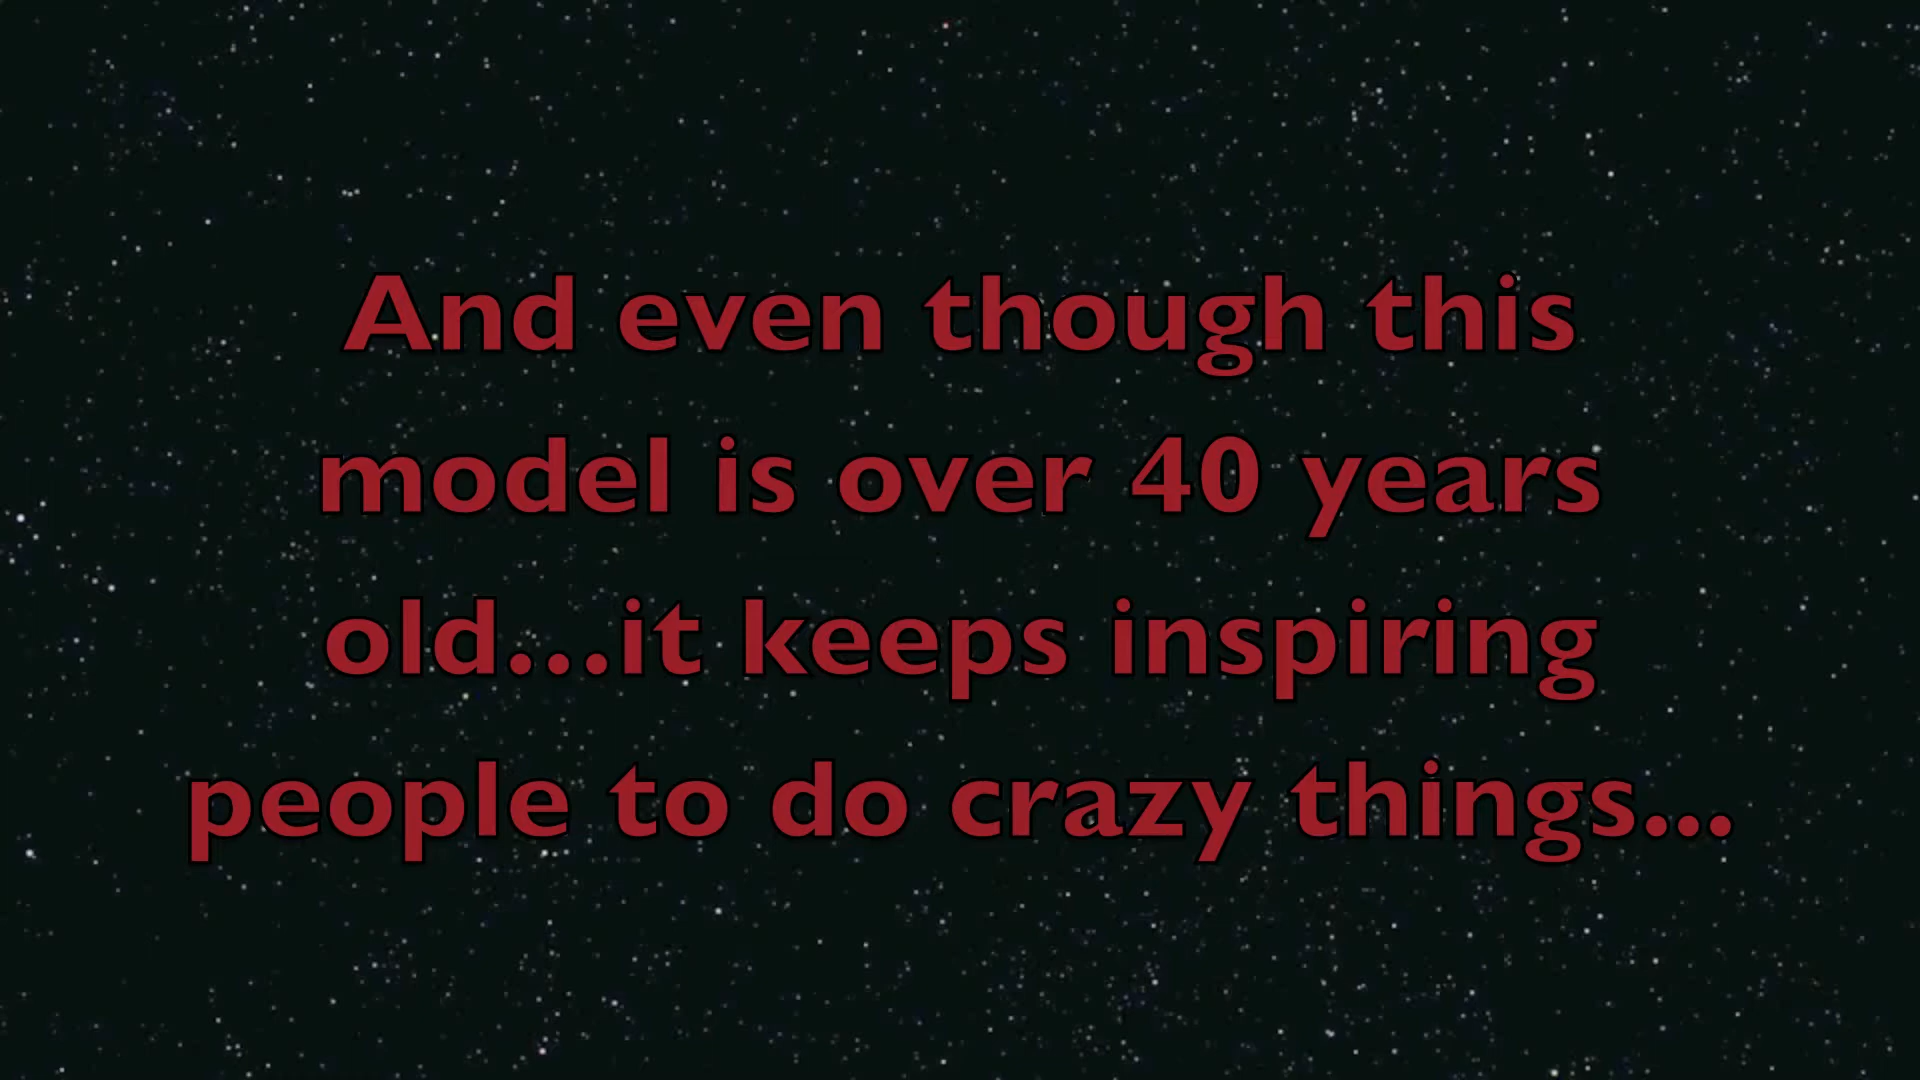 And even though this
model is over 40 years
old...it keeps inspiring
people to do crazy things...